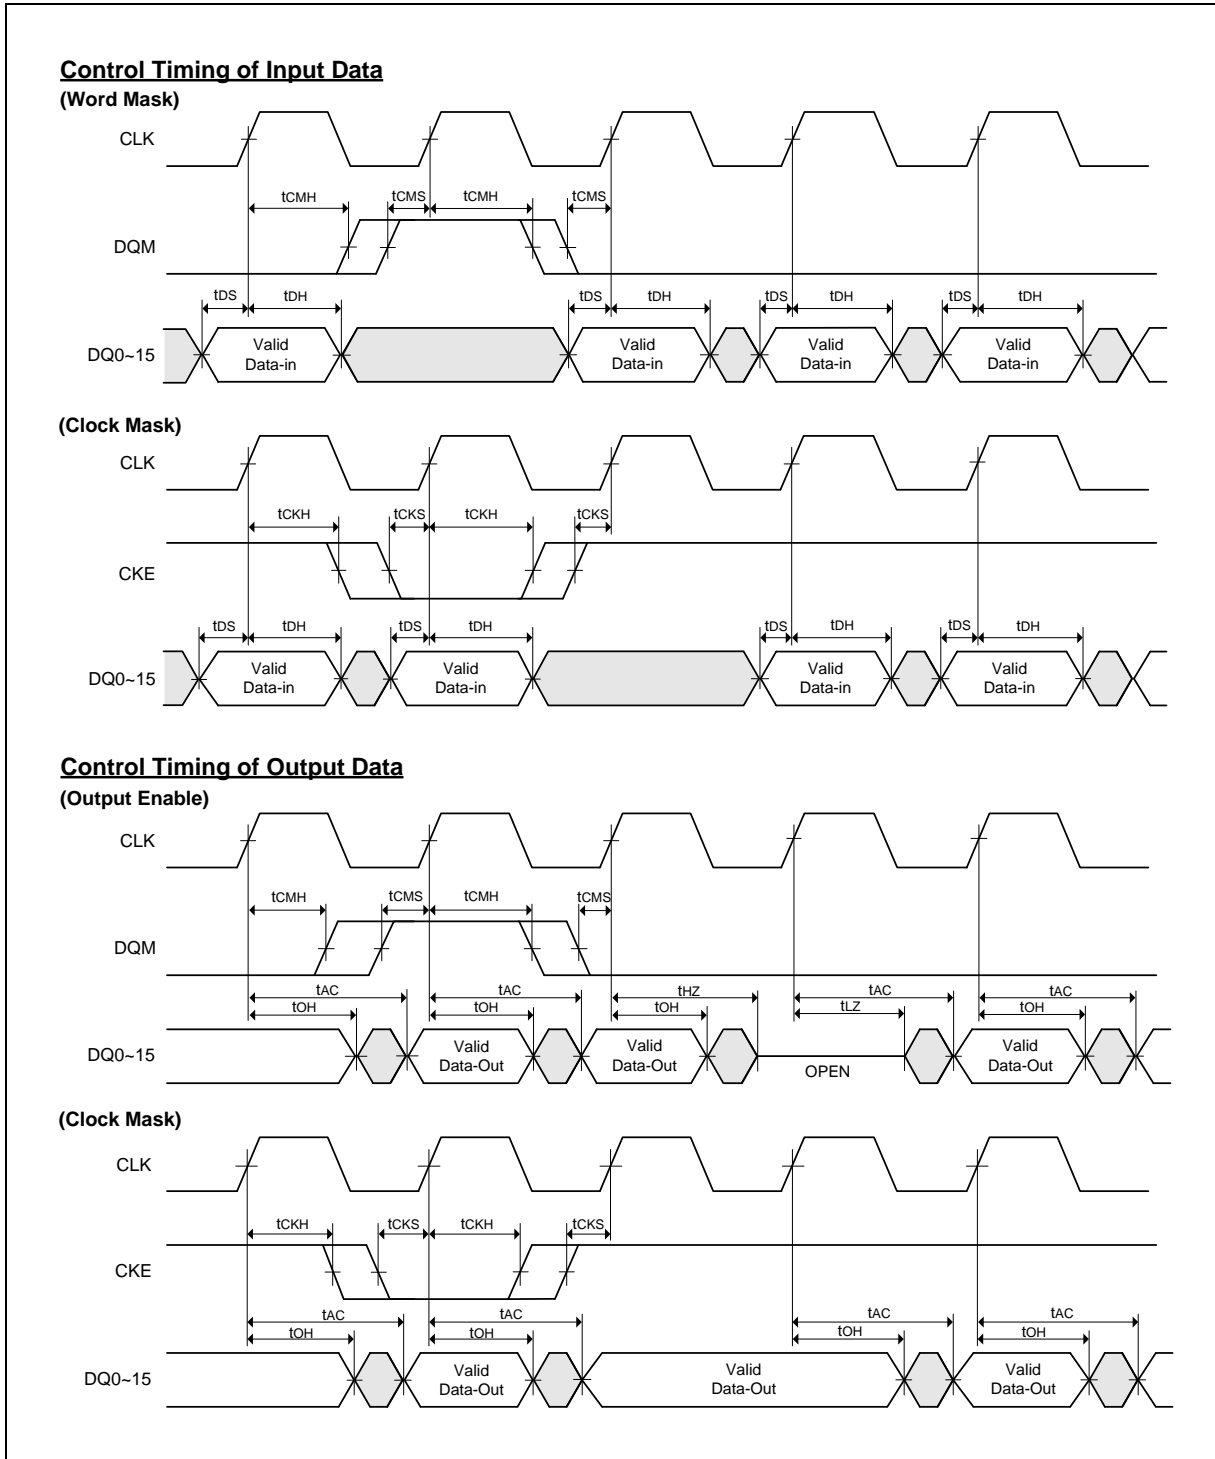 Control Timing of Input Data
(Word Mask)
CLK
tCMH tCMS tCMH tCMS
DQM
tDS tDH tDS tDH tDS tDH tDS tDH
DQ0~15
Valid Data-in
Valid Data-in
Valid Data-in
Valid Data-in
(Clock Mask)
CLK
tCKH tCKS tCKH tCKS
CKE
tDS tDH tDS tDH tDS tDH tDS tDH
DQ0~15
Valid Data-in
Valid Data-in
Valid Data-in
Valid Data-in
Control Timing of Output Data
(Output Enable)
CLK
tCMH tCMS tCMH tCMS
DQM
tAC tAC tHZ tAC tAC
tOH tOH tOH tLZ tOH
DQ0~15
Valid Data-Out
Valid Data-Out
OPEN
Valid Data-Out
(Clock Mask)
CLK
tCKH tCKS tCKH tCKS
CKE
tAC tAC tAC tAC
tOH tOH tOH tOH
DQ0~15
Valid Data-Out
Valid Data-Out
Valid Data-Out